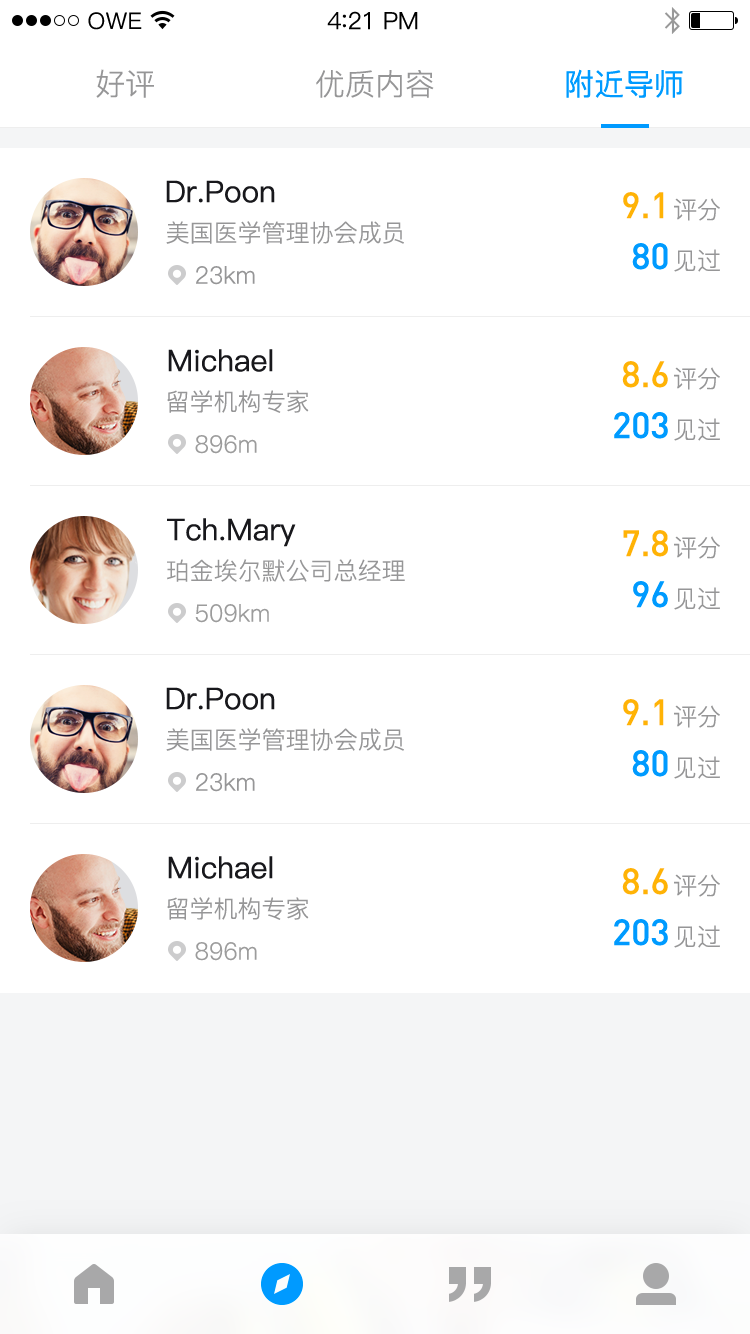 OWE 4:21 PM
好评 优质内容 附近导师
Dr.Poon
9.1 评分
美国医学管理协会成员
80 见过
23km
Michael
8.6 评分
留学机构专家
203 见过
896m
Tch.Mary
7.8 评分
珀金埃尔默公司总经理
96 见过
509km
Dr.Poon
9.1 评分
美国医学管理协会成员
80 见过
23km
Michael
8.6 评分
留学机构专家
203 见过
896m